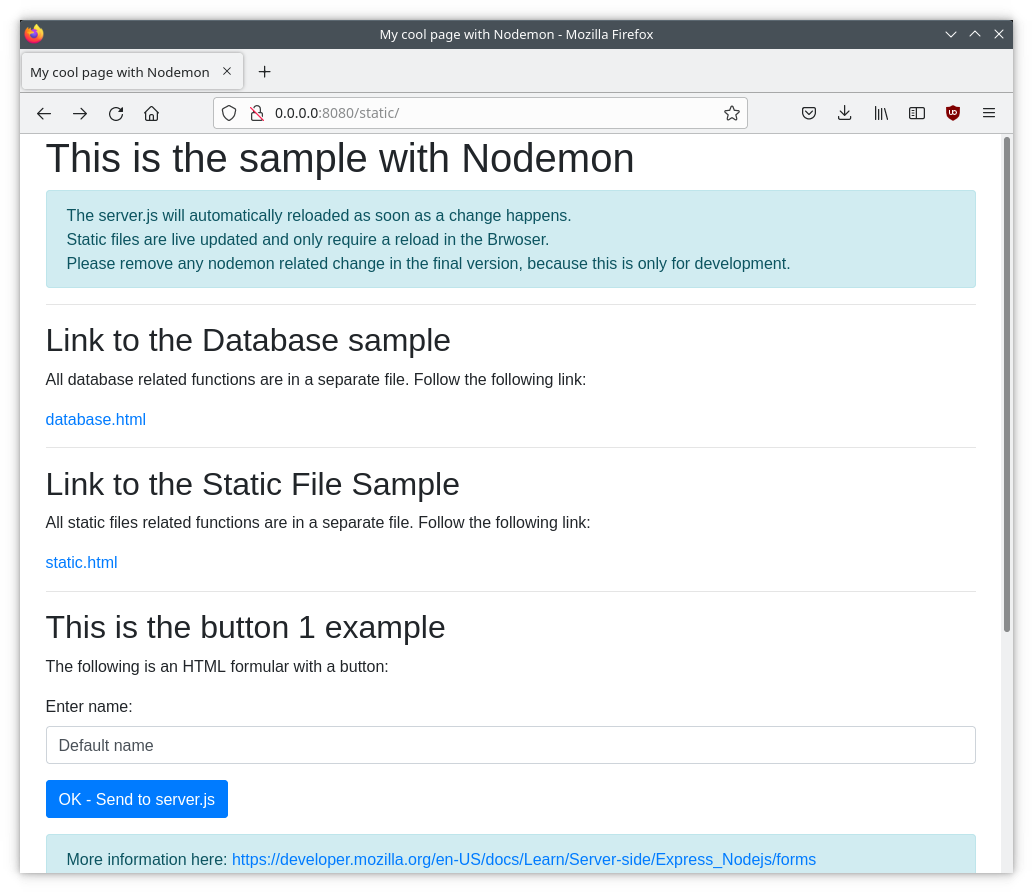 My cool page with Nodemon - Mozilla Firefox
My cool page with Nodemon
0.0.0.0:8080/static/
This is the sample with Nodemon
The server.js will automatically reloaded as soon as a change happens.
Static files are live updated and only require a reload in the Brwoser.
Please remove any nodemon related change in the final version, because this is only for development.
Link to the Database sample
All database related functions are in a separate file. Follow the following link:
database.html
Link to the Static File Sample
All static files related functions are in a separate file. Follow the following link:
static.html
This is the button 1 example
The following is an HTML formular with a button:
Enter name:
Default name
OK - Send to server.js
More information here: https://developer.mozilla.org/en-US/docs/Learn/Server-side/Express_Nodejs/forms